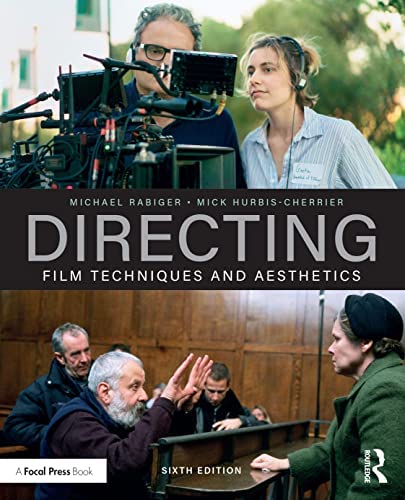 MICHAEL RABIGER • MICK HURBIS-CHERRIER
DIRECTING
FILM TECHNIQUES AND AESTHETICS
A Focal Press Book
SIXTH EDITION
R
ROUTLEDGE